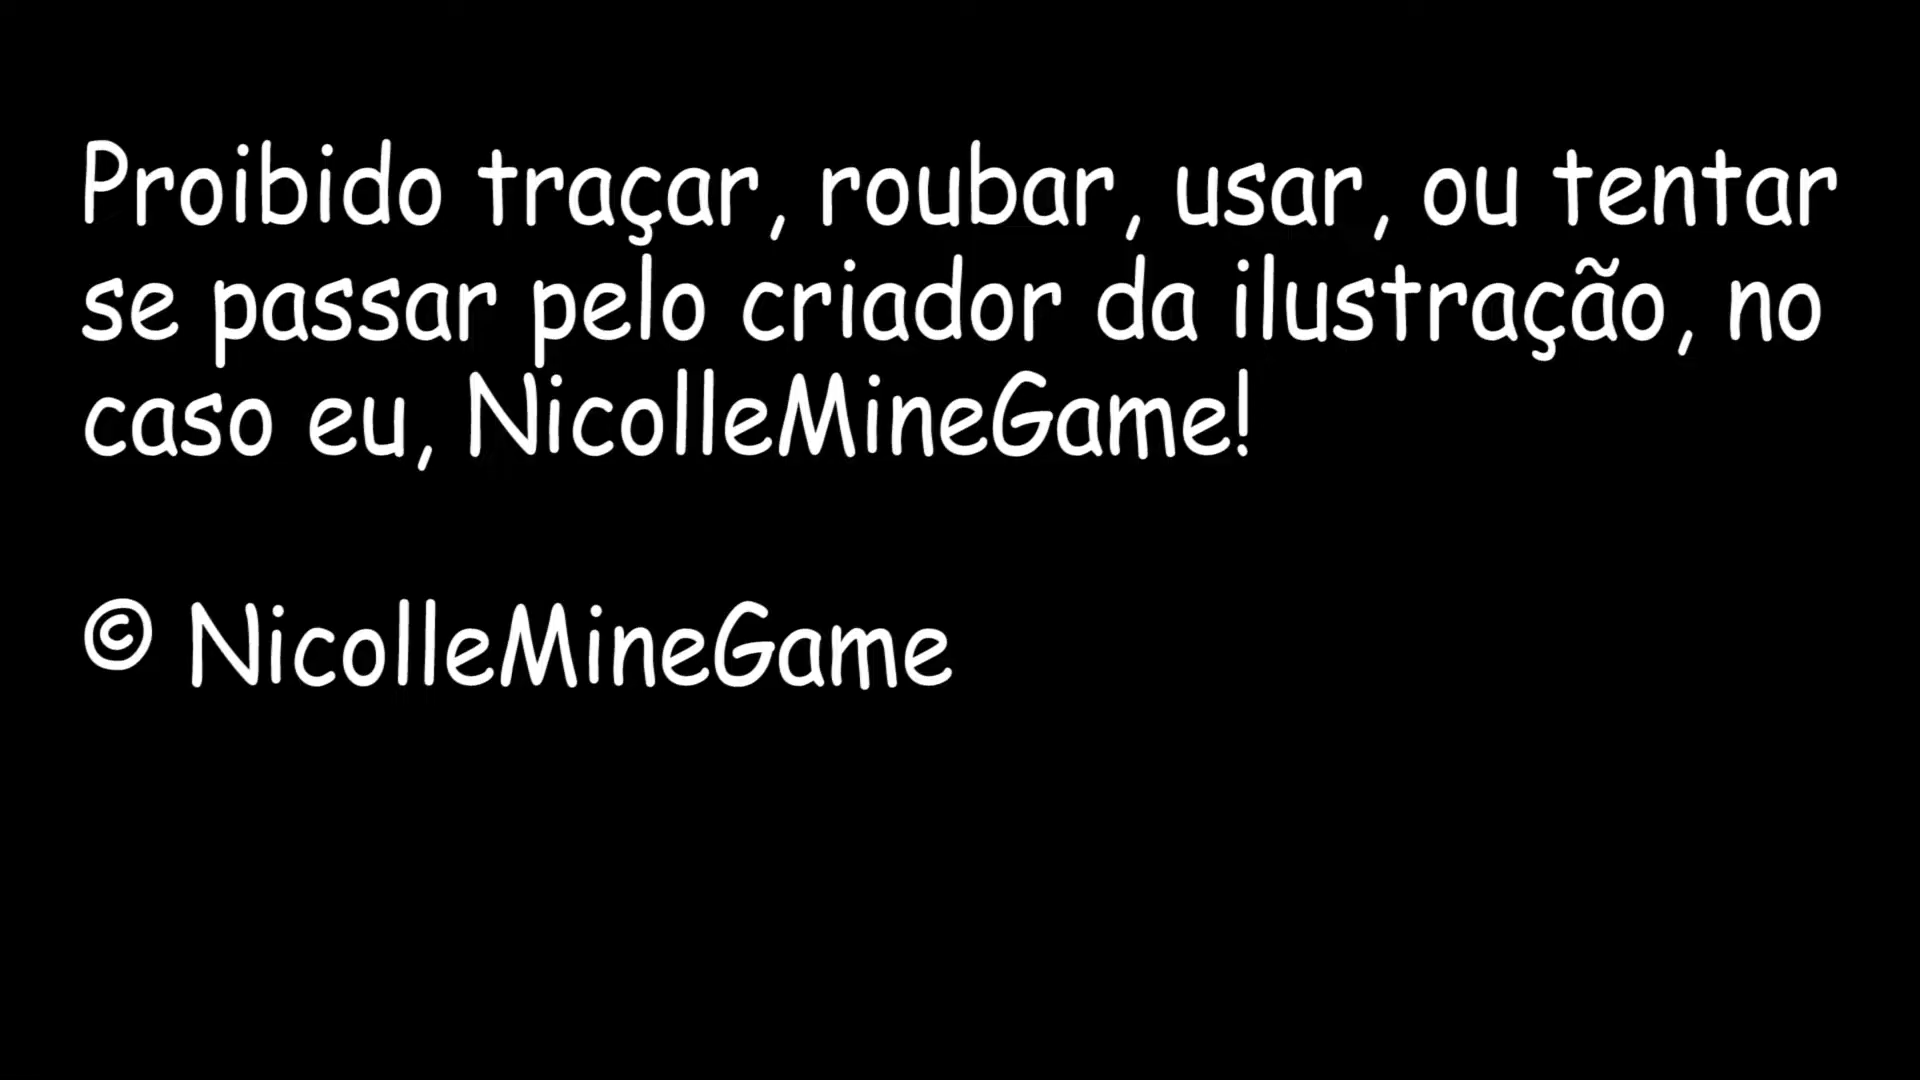 Proibido traçar, roubar, usar, ou tentar
se passar pelo criador da ilustração, no
caso eu, NicolleMineGame!
© NicolleMineGame